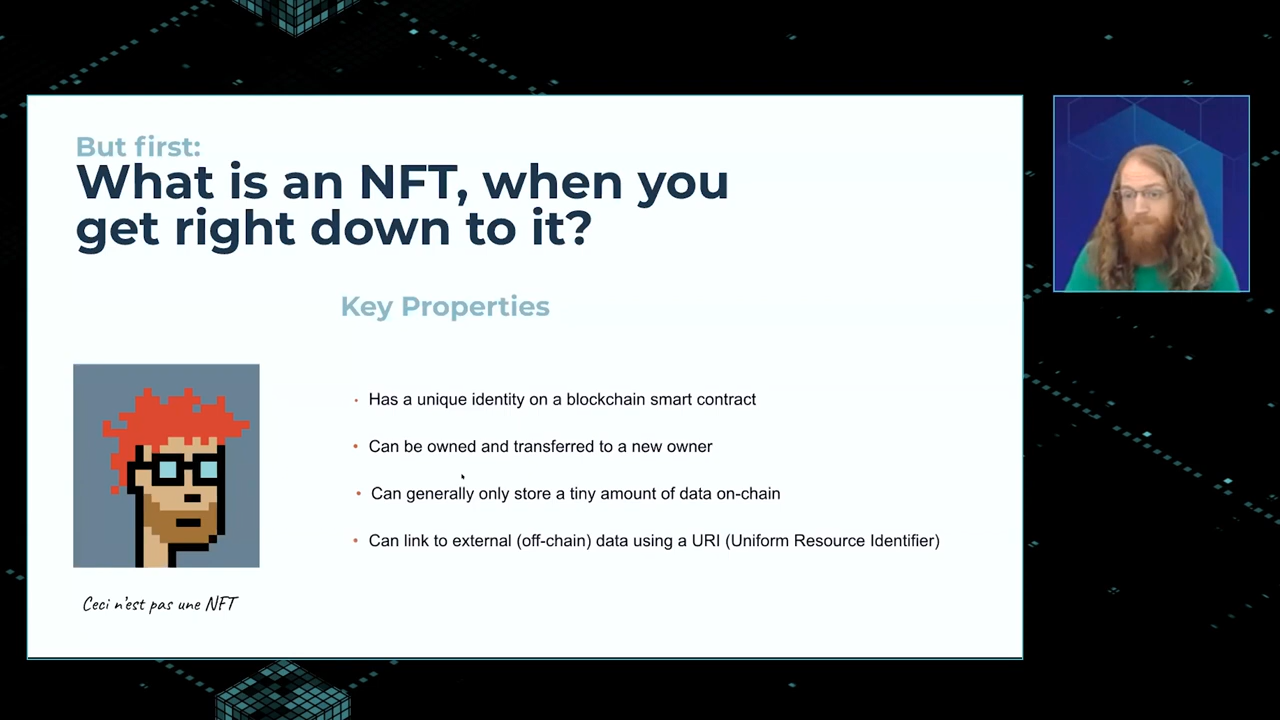 But first:
What is an NFT, when you
get right down to it?
Key Properties
• Has a unique identity on a blockchain smart contract
• Can be owned and transferred to a new owner
• Can generally only store a tiny amount of data on-chain
• Can link to external (off-chain) data using a URI (Uniform Resource Identifier)
Ceci n'est pas une NFT